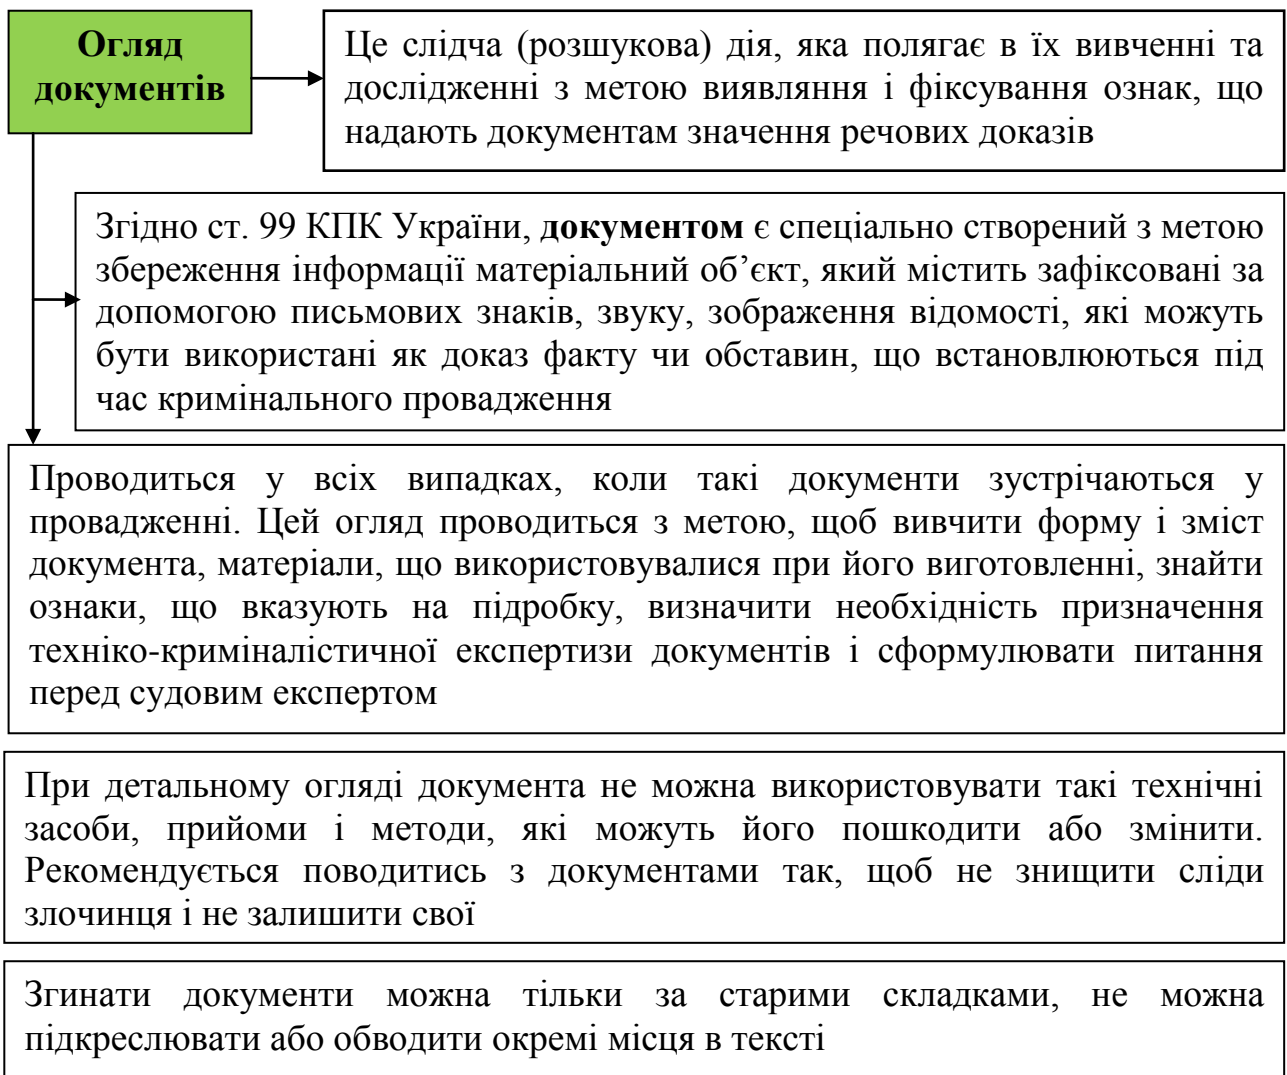 Огляд
документів
Це слідча (розшукова) дія, яка полягає в їх вивченні та
дослідженні з метою виявляння і фіксування ознак, що
надають документам значення речових доказів
Згідно ст. 99 КПК України, документом є спеціально створений з метою
збереження інформації матеріальний об’єкт, який містить зафіксовані за
допомогою письмових знаків, звуку, зображення відомості, які можуть
бути використані як доказ факту чи обставин, що встановлюються під
час кримінального провадження
Проводиться у всіх випадках, коли такі документи зустрічаються у
провадженні. Цей огляд проводиться з метою, щоб вивчити форму і зміст
документа, матеріали, що використовувалися при його виготовленні, знайти
ознаки, що вказують на підробку, визначити необхідність призначення
техніко-криміналістичної експертизи документів і сформулювати питання
перед судовим експертом
При детальному огляді документа не можна використовувати такі технічні
засоби, прийоми і методи, які можуть його пошкодити або змінити.
Рекомендується поводитись з документами так, щоб не знищити сліди
злочинця і не залишити свої
Згинати документи можна тільки за старими складками, не можна
підкреслювати або обводити окремі місця в тексті